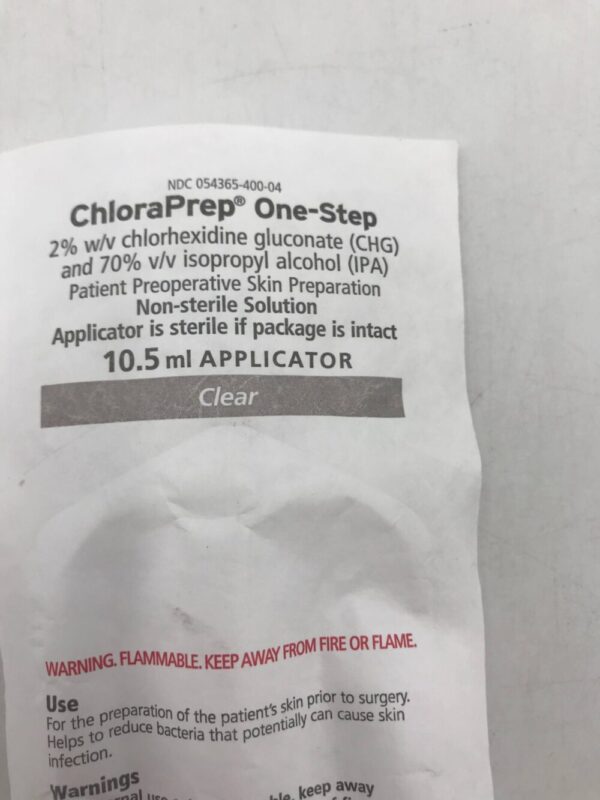 NDC 054365-400-04
ChloraPrep® One-Step
2% w/v chlorhexidine gluconate (CHG)
and 70% v/v isopropyl alcohol (IPA)
Patient Preoperative Skin Preparation
Non-sterile Solution
Applicator is sterile if package is intact
10.5 ml APPLICATOR
Clear
WARNING. FLAMMABLE. KEEP AWAY FROM FIRE OR FLAME.
Use
For the preparation of the patient's skin prior to surgery.
Helps to reduce bacteria that potentially can cause skin
infection.
Warnings
keep away